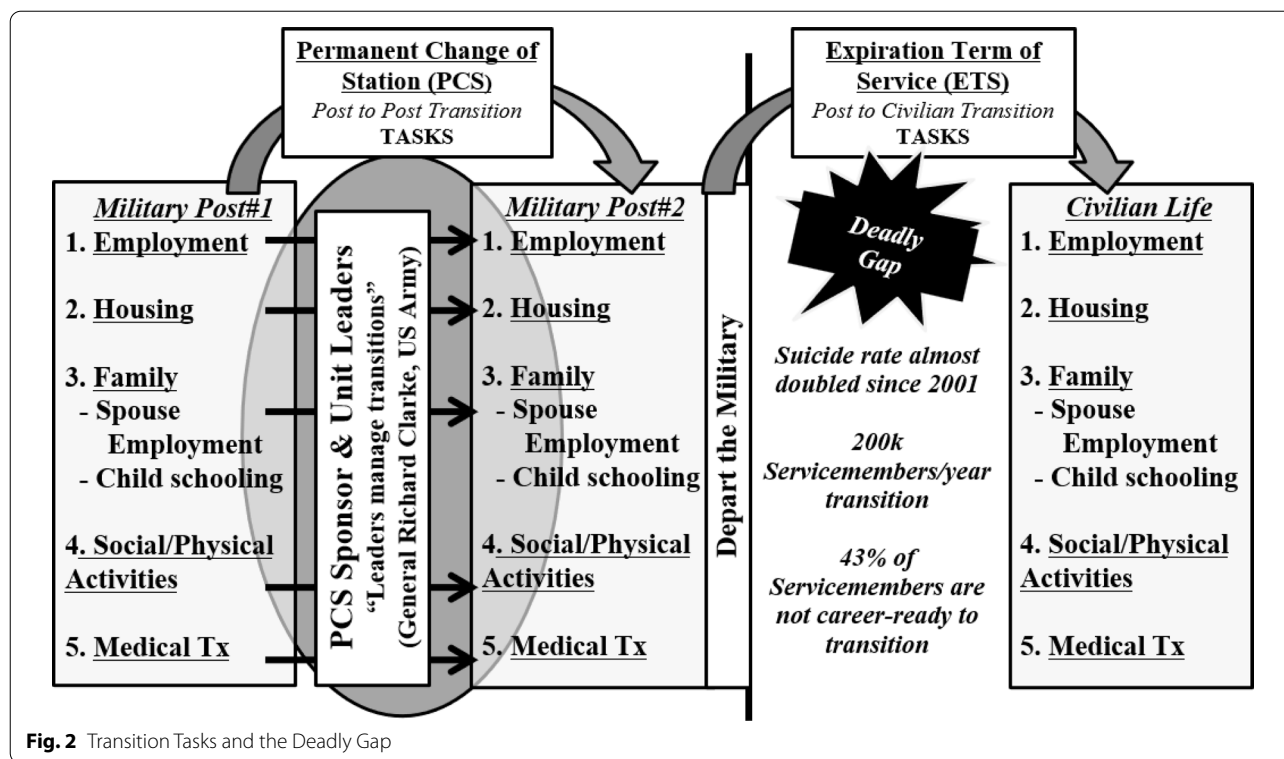 Permanent Change of
Station (PCS)
Post to Post Transition
TASKS
Expiration Term of
Service (ETS)
Post to Civilian Transition
TASKS
Military Post#1
1. Employment
2. Housing
3. Family
- Spouse
Employment
- Child schooling
4. Social/Physical
Activities
5. Medical Tx
PCS Sponsor & Unit Leaders
“Leaders manage transitions”
(General Richard Clarke, US Army)
Military Post#2
1. Employment
2. Housing
3. Family
- Spouse
Employment
- Child schooling
4. Social/Physical
Activities
5. Medical Tx
Depart the Military
Deadly
Gap
Suicide rate almost
doubled since 2001
200k
Servicemembers/year
transition
43% of
Servicemembers are
not career-ready to
transition
Civilian Life
1. Employment
2. Housing
3. Family
- Spouse
Employment
- Child schooling
4. Social/Physical
Activities
5. Medical Tx
Fig. 2 Transition Tasks and the Deadly Gap